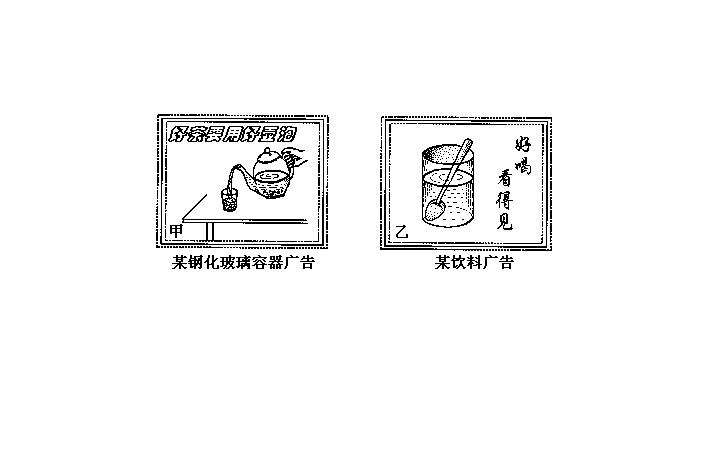 好茶要用好壶泡
甲
某钢化玻璃容器广告
好喝
看得见
乙
某饮料广告